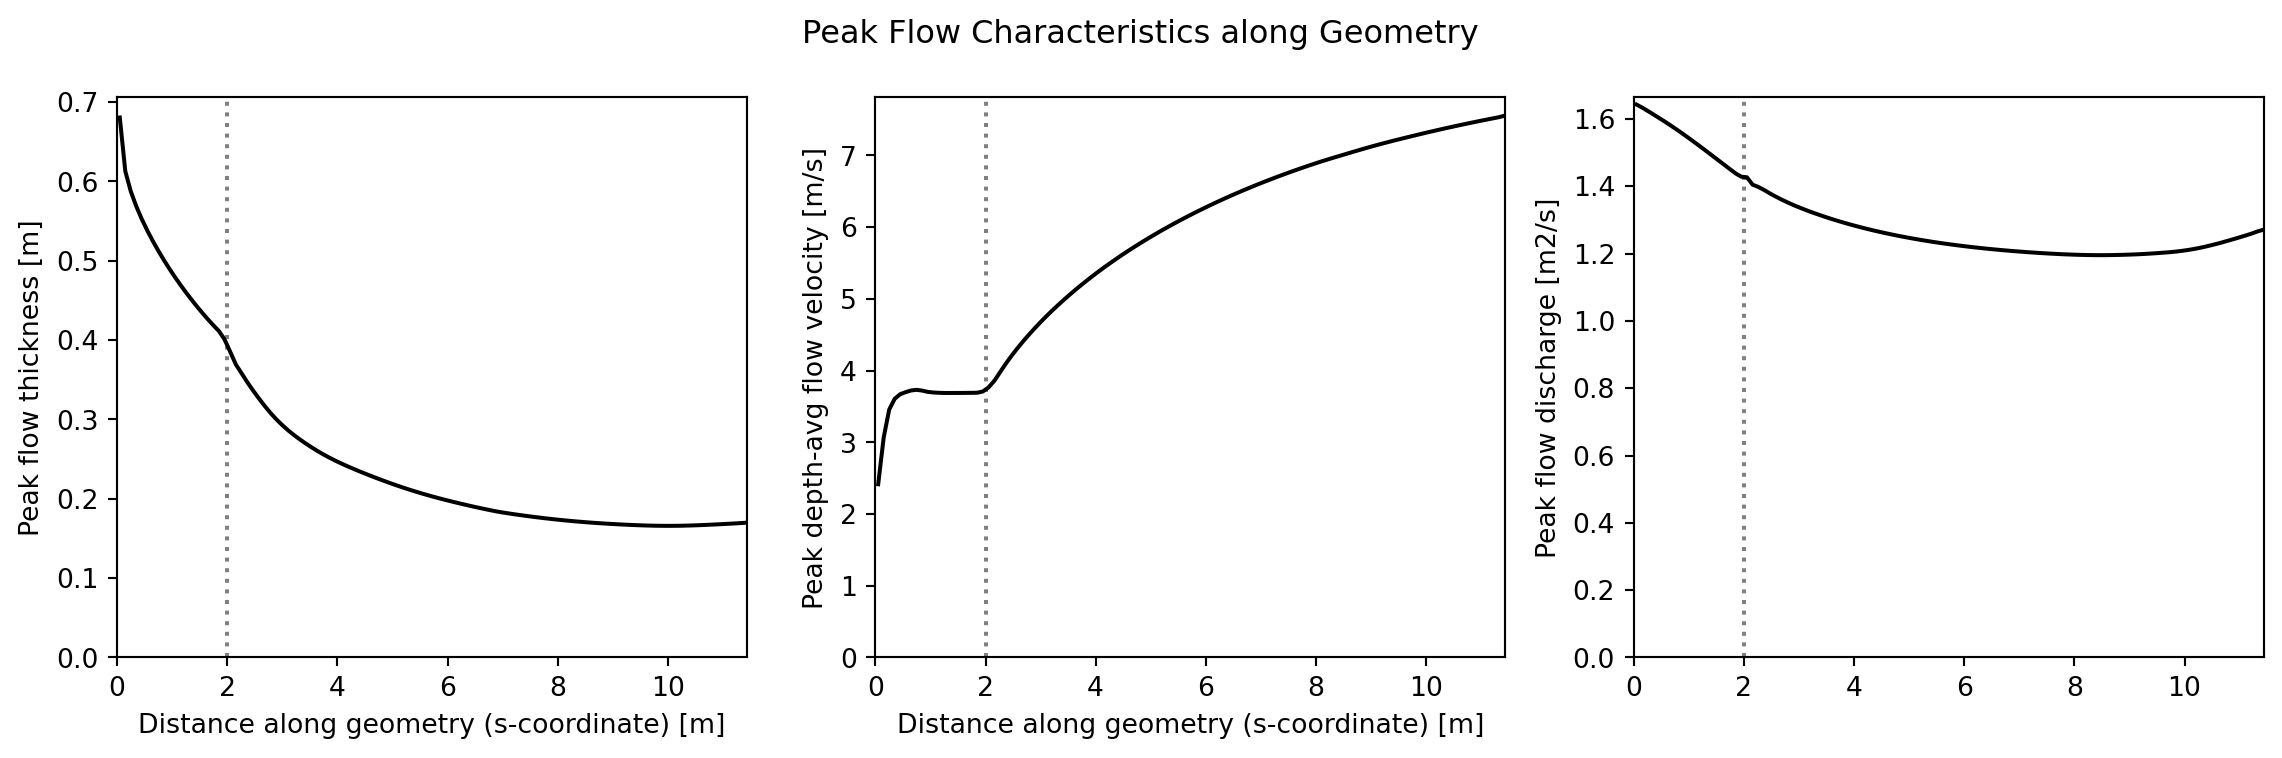 Peak Flow Characteristics along Geometry
Peak flow thickness [m]
0.7
0.6
0.5
0.4
0.3
0.2
0.1
0.0
0 2 4 6 8 10
Distance along geometry (s-coordinate) [m]
Peak depth-avg flow velocity [m/s]
7
6
5
4
3
2
1
0
0 2 4 6 8 10
Distance along geometry (s-coordinate) [m]
Peak flow discharge [m2/s]
1.6
1.4
1.2
1.0
0.8
0.6
0.4
0.2
0.0
0 2 4 6 8 10